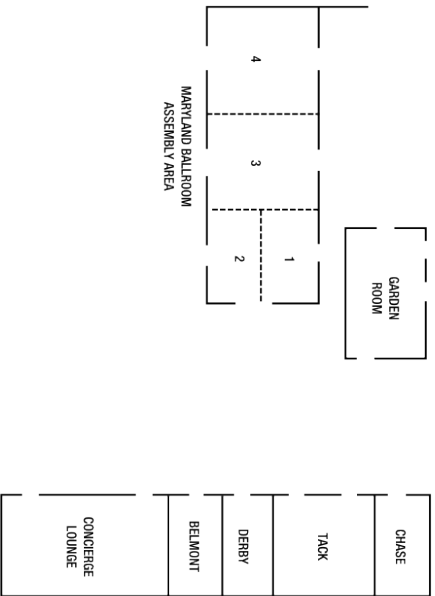 4
3
2
1
MARYLAND BALLROOM
ASSEMBLY AREA
GARDEN
ROOM
CHASE
TACK
DERBY
BELMONT
CONCIERGE
LOUNGE